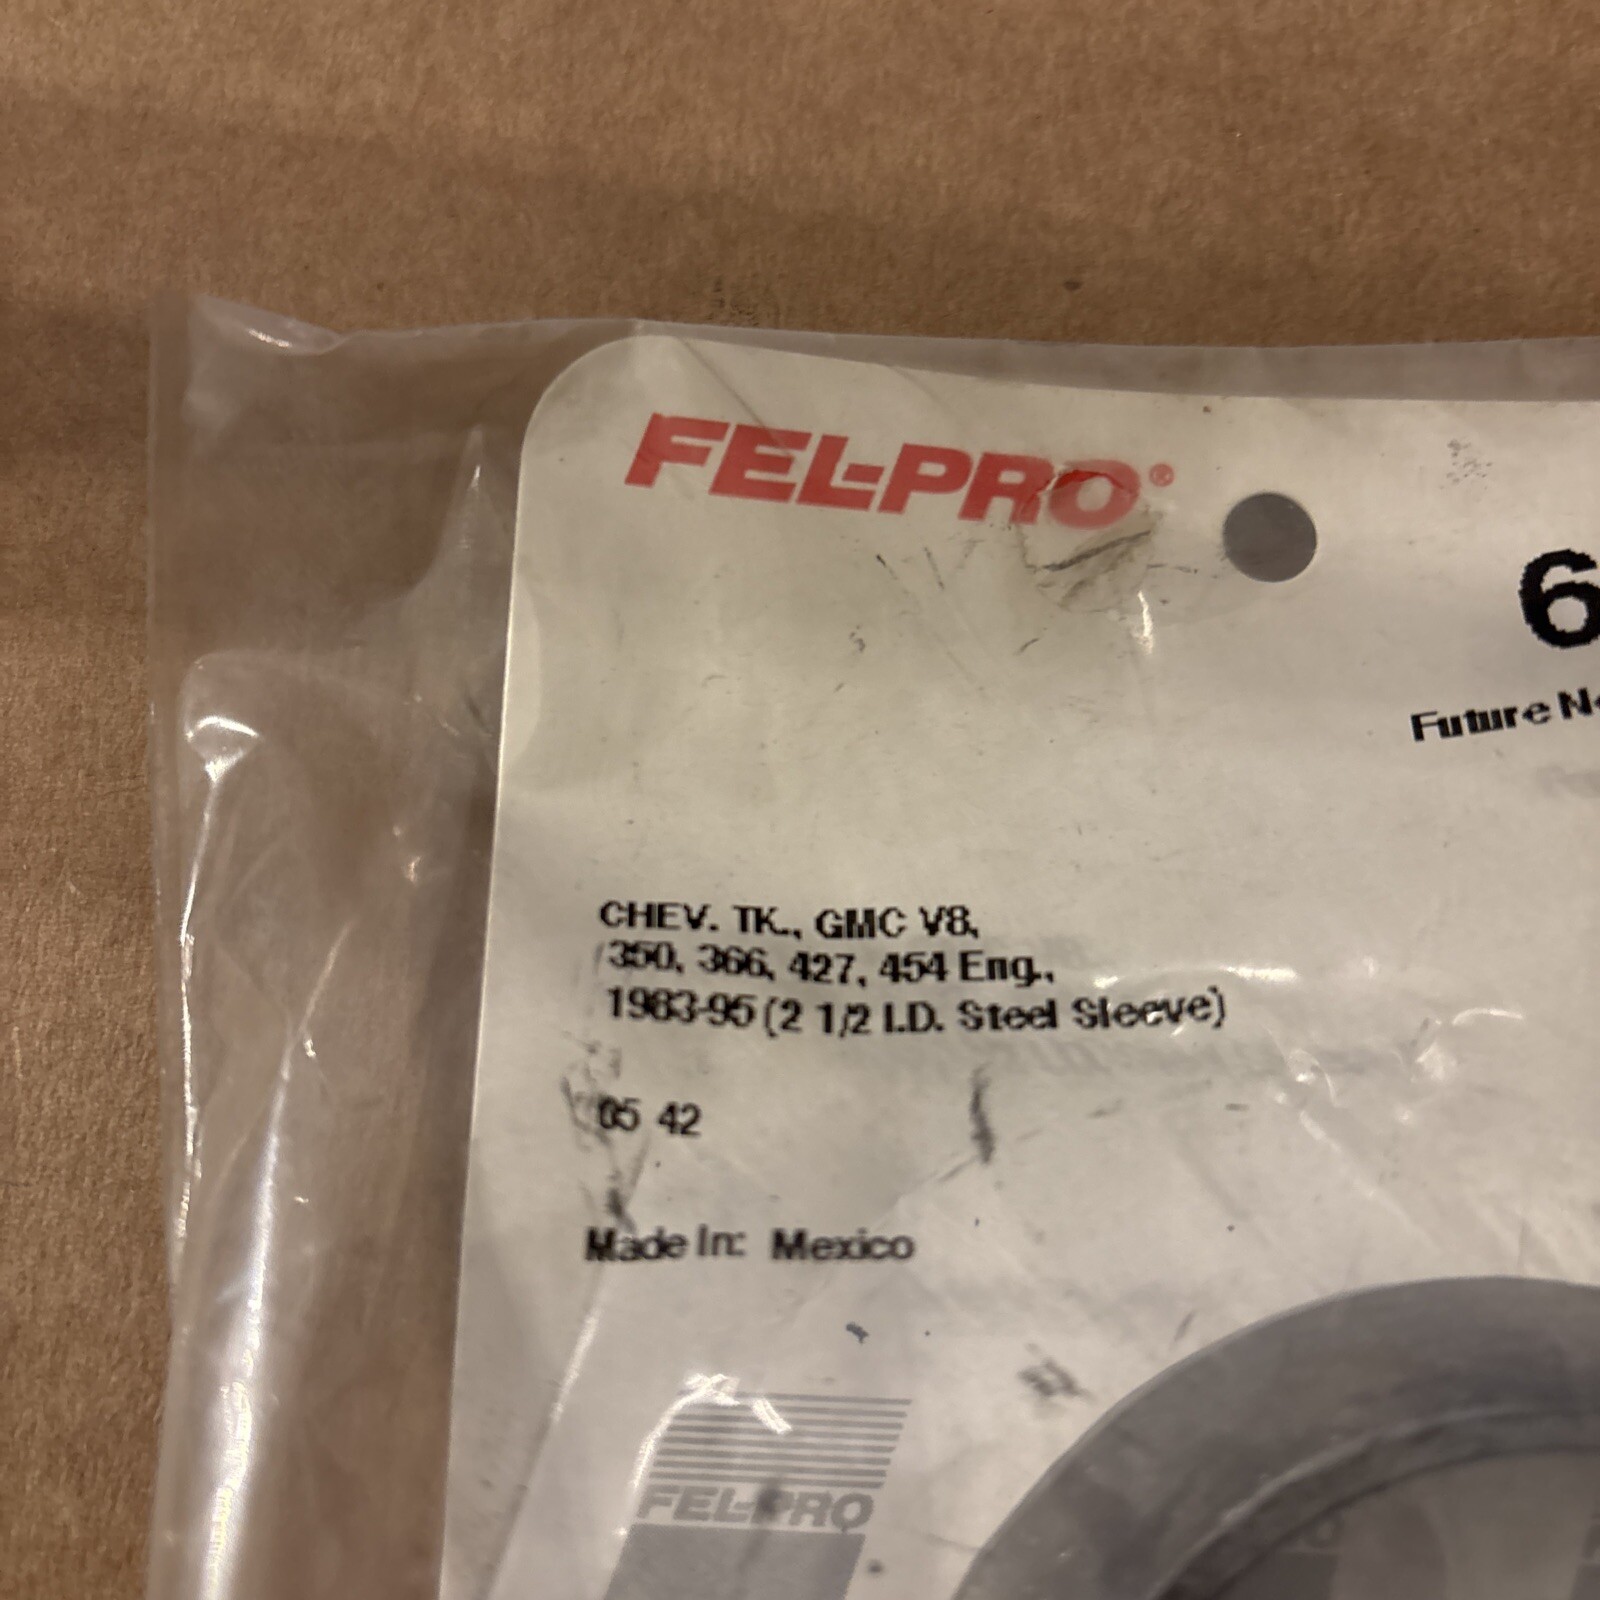 FEL-PRO®
6
Future
CHEV. TK., GMC V8,
350, 366, 427, 454 Eng.,
1983-95 (2 1/2 I.D. Steel Sleeve)
05 42
Made In: Mexico
FEL-PRO